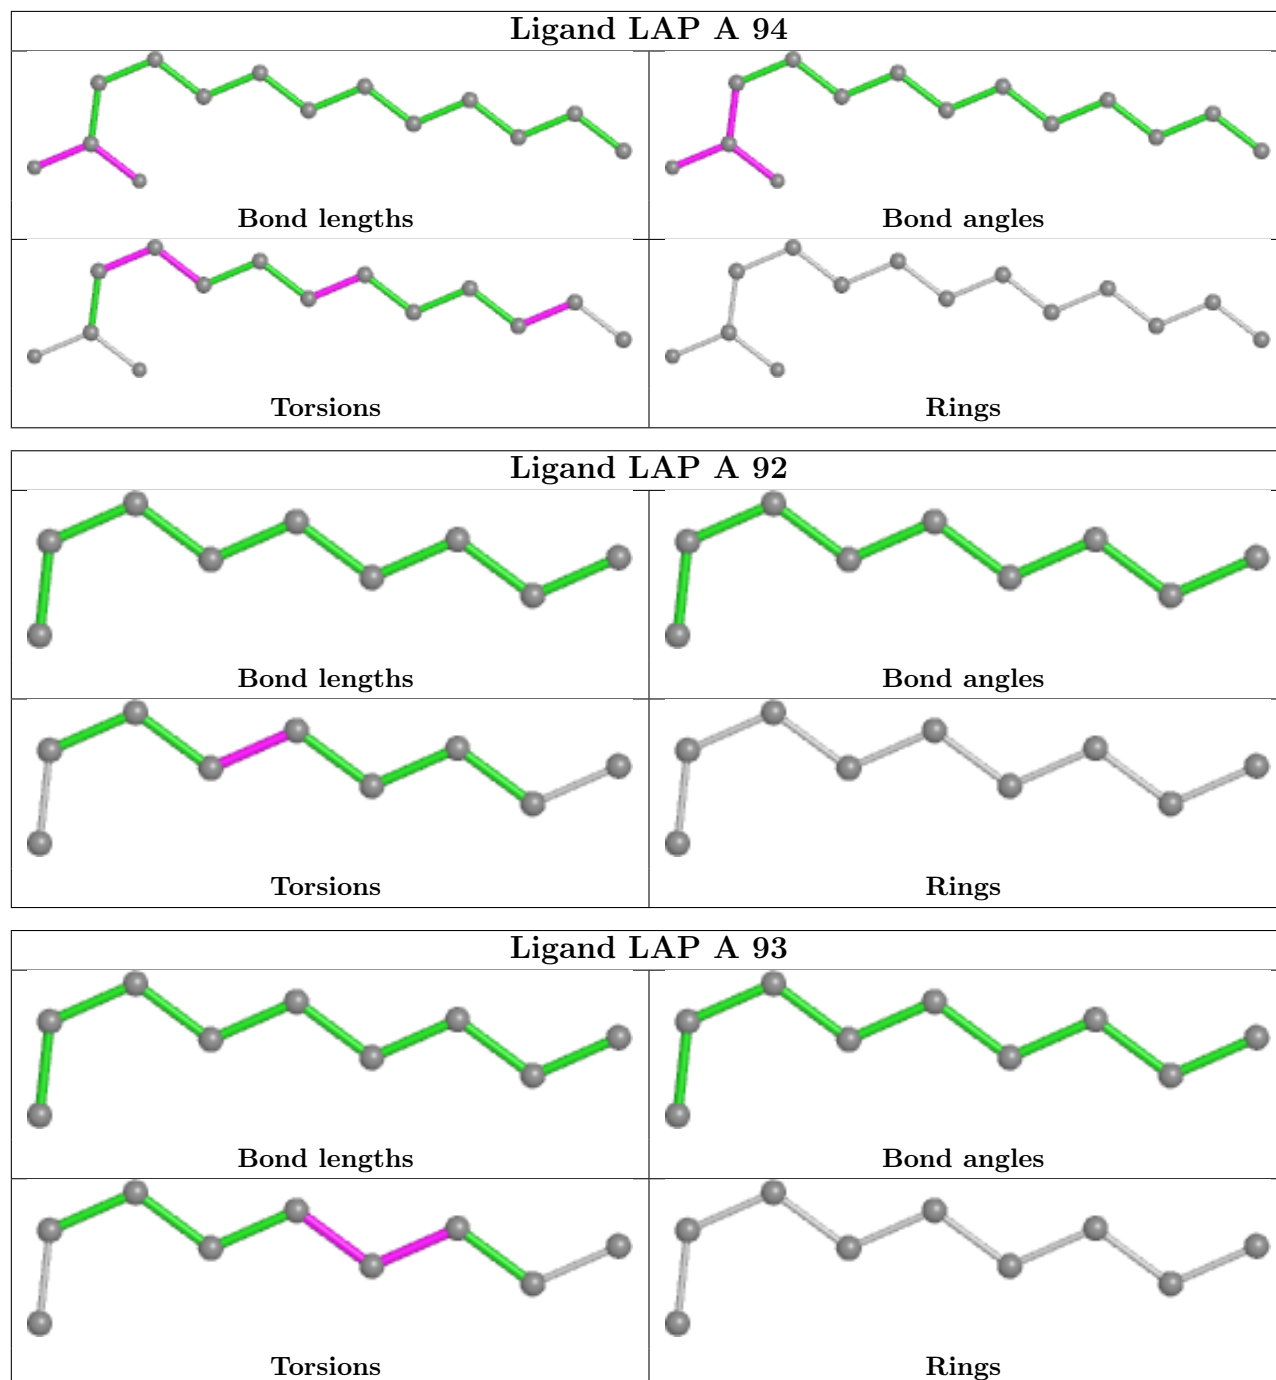 Ligand LAP A 94
Bond lengths
Bond angles
Torsions
Rings
Ligand LAP A 92
Bond lengths
Bond angles
Torsions
Rings
Ligand LAP A 93
Bond lengths
Bond angles
Torsions
Rings